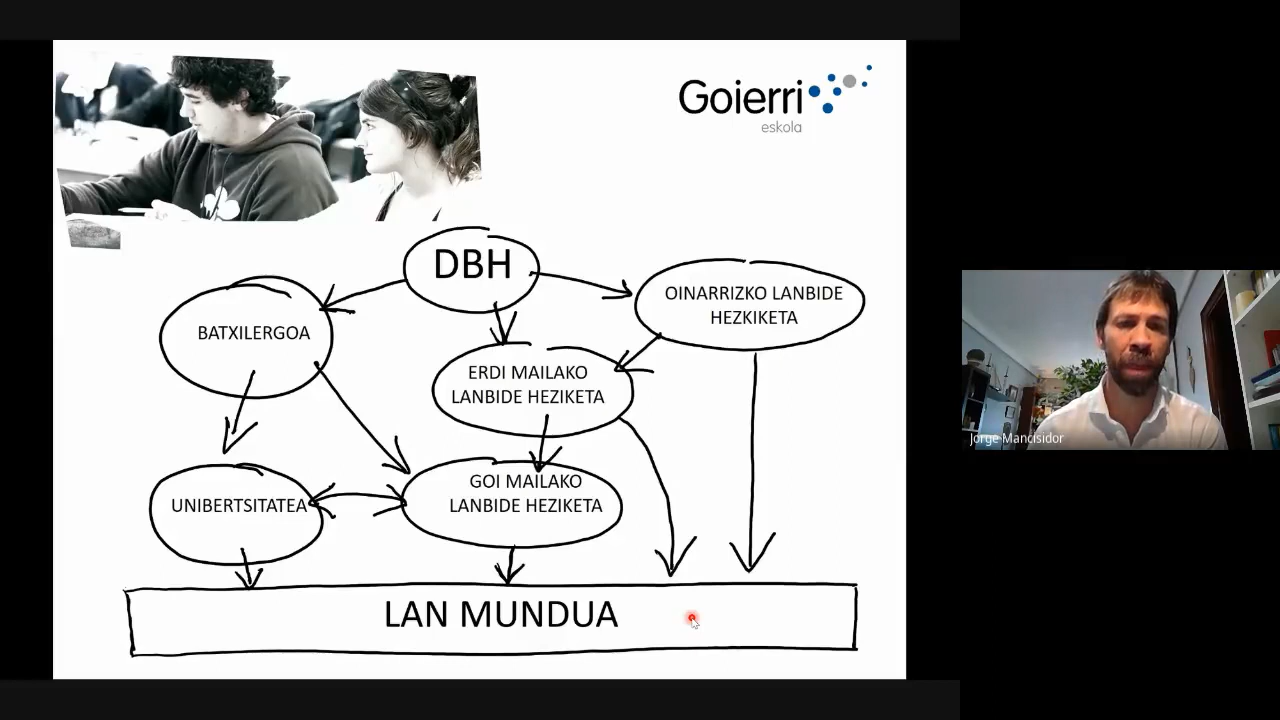 Goierri
eskola
DBH
OINARRIZKO LANBIDE
HEZKIKETA
BATXILERGOA
ERDI MAILAKO
LANBIDE HEZIKETA
GOI MAILAKO
LANBIDE HEZIKETA
UNIBERTSITATEA
LAN MUNDUA
Jorge Mancisidor